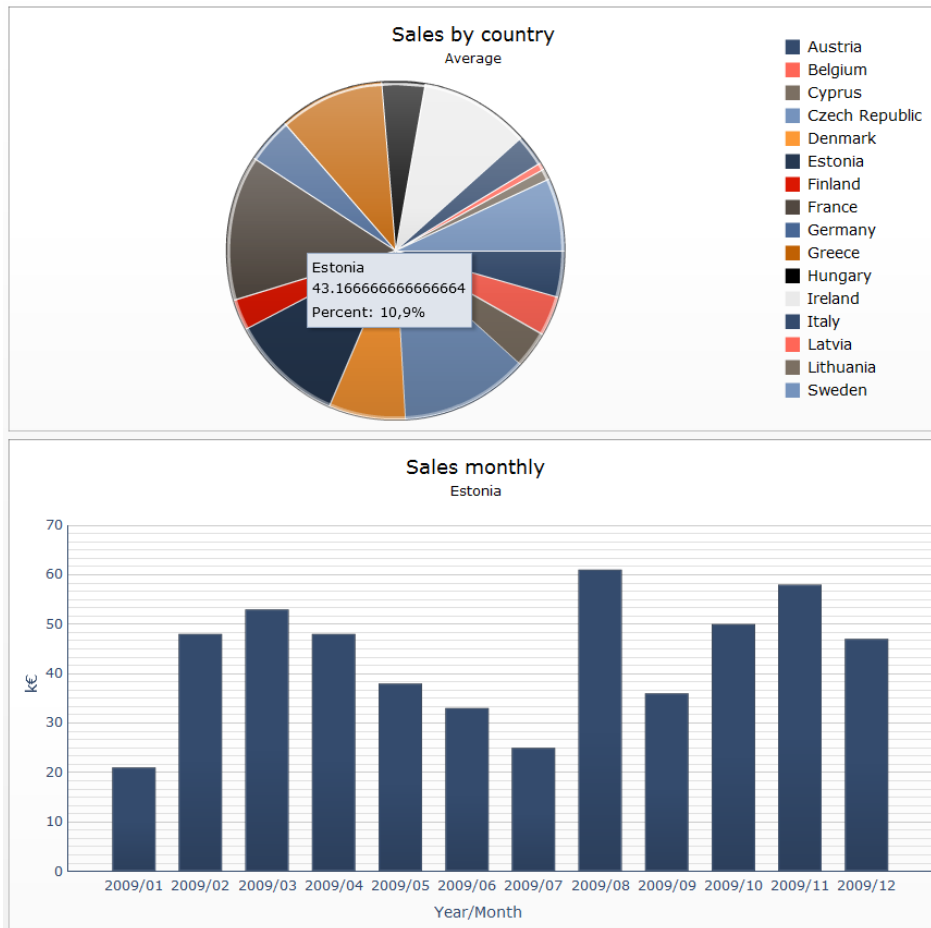 Sales by country
Average
Austria
Belgium
Cyprus
Czech Republic
Denmark
Estonia
Finland
France
Germany
Greece
Hungary
Ireland
Italy
Latvia
Lithuania
Sweden
Estonia
43.166666666666664
Percent: 10,9%
Sales monthly
Estonia
70
60
50
40
30
20
10
0
k€
2009/01 2009/02 2009/03 2009/04 2009/05 2009/06 2009/07 2009/08 2009/09 2009/10 2009/11 2009/12
Year/Month